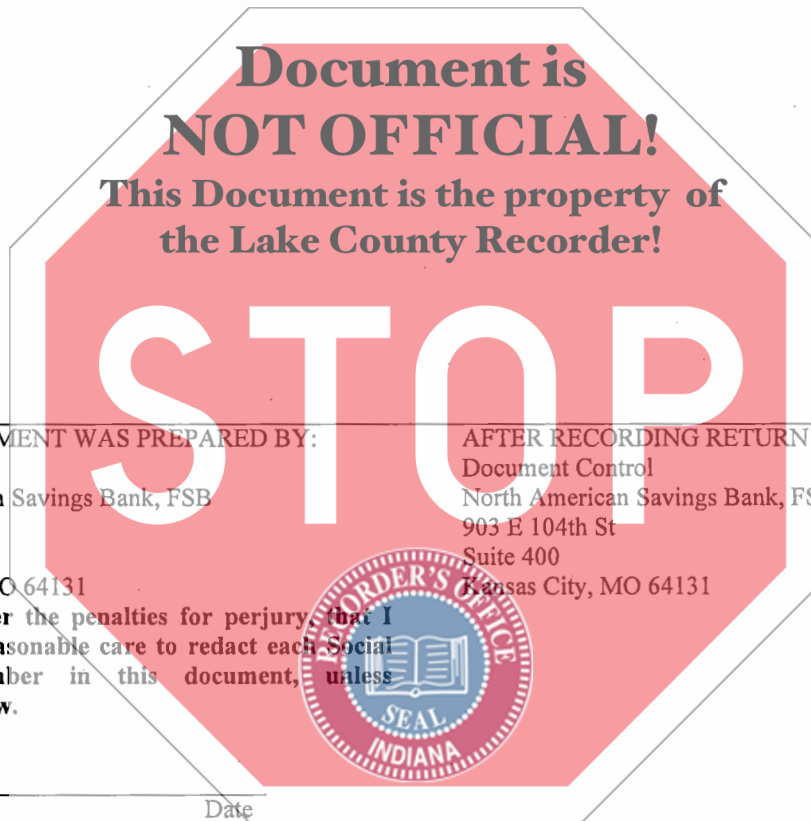 Document is
NOT OFFICIAL!
This Document is the property of
the Lake County Recorder!
STOP
MENT WAS PREPARED BY:
Savings Bank, FSB
O 64131
the penalties for perjury, that I
care to redact each Social
in this document, unless
AFTER RECORDING RETURN
Document Control
North American Savings Bank,
903 E 104th St
Suite 400
Kansas City, MO 64131
RECORDER'S OFFICE
SEAL
INDIANA
Date